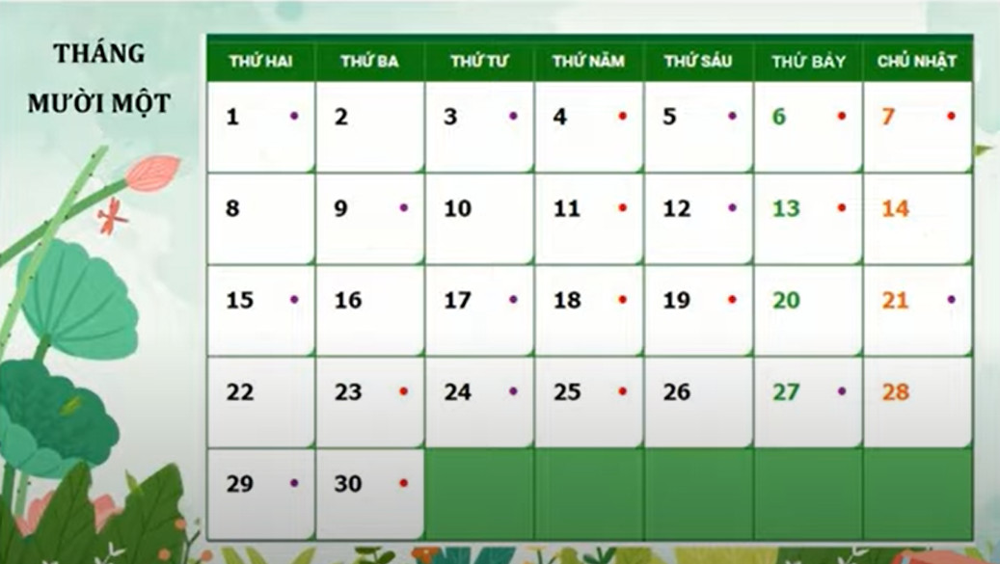 THÁNG
MƯỜI MỘT
THỨ HAI THỨ BA THỨ TƯ THỨ NĂM THỨ SÁU THỨ BẢY CHỦ NHẬT
1 2 3 4 5 6 7
8 9 10 11 12 13 14
15 16 17 18 19 20 21
22 23 24 25 26 27 28
29 30